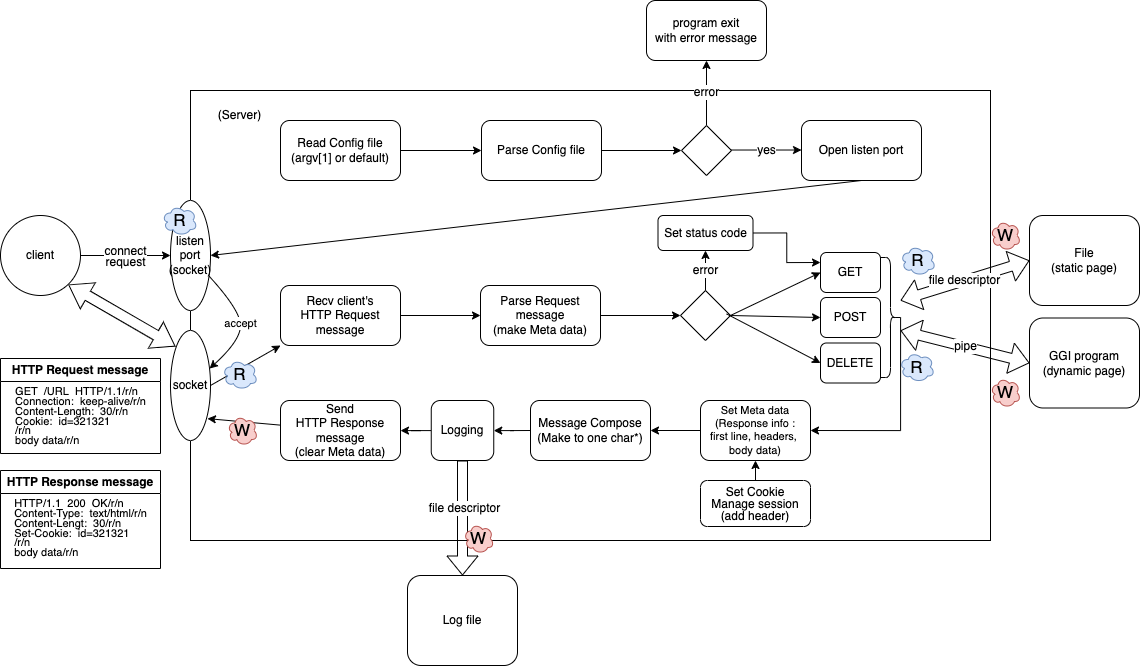 program exit
with error message
error
(Server)
Read Config file
(argv[1] or default)
Parse Config file
yes
Open listen port
R
listen
port
(socket)
client
connect
request
accept
Set status code
error
GET
POST
DELETE
R
W
file descriptor
File
(static page)
pipe
R
W
GGI program
(dynamic page)
Recv client's
HTTP Request
message
Parse Request
message
(make Meta data)
socket
R
W
HTTP Request message
GET  /URL  HTTP/1.1/r/n
Connection:  keep-alive/r/n
Content-Length:  30/r/n
Cookie:  id=321321
/r/n
body data/r/n
Send
HTTP Response
message
(clear Meta data)
Logging
Message Compose
(Make to one char*)
Set Meta data
(Response info :
first line, headers,
body data)
Set Cookie
Manage session
(add header)
HTTP Response message
HTTP/1.1  200  OK/r/n
Content-Type:  text/html/r/n
Content-Lengt:  30/r/n
Set-Cookie:  id=321321
/r/n
body data/r/n
file descriptor
W
Log file